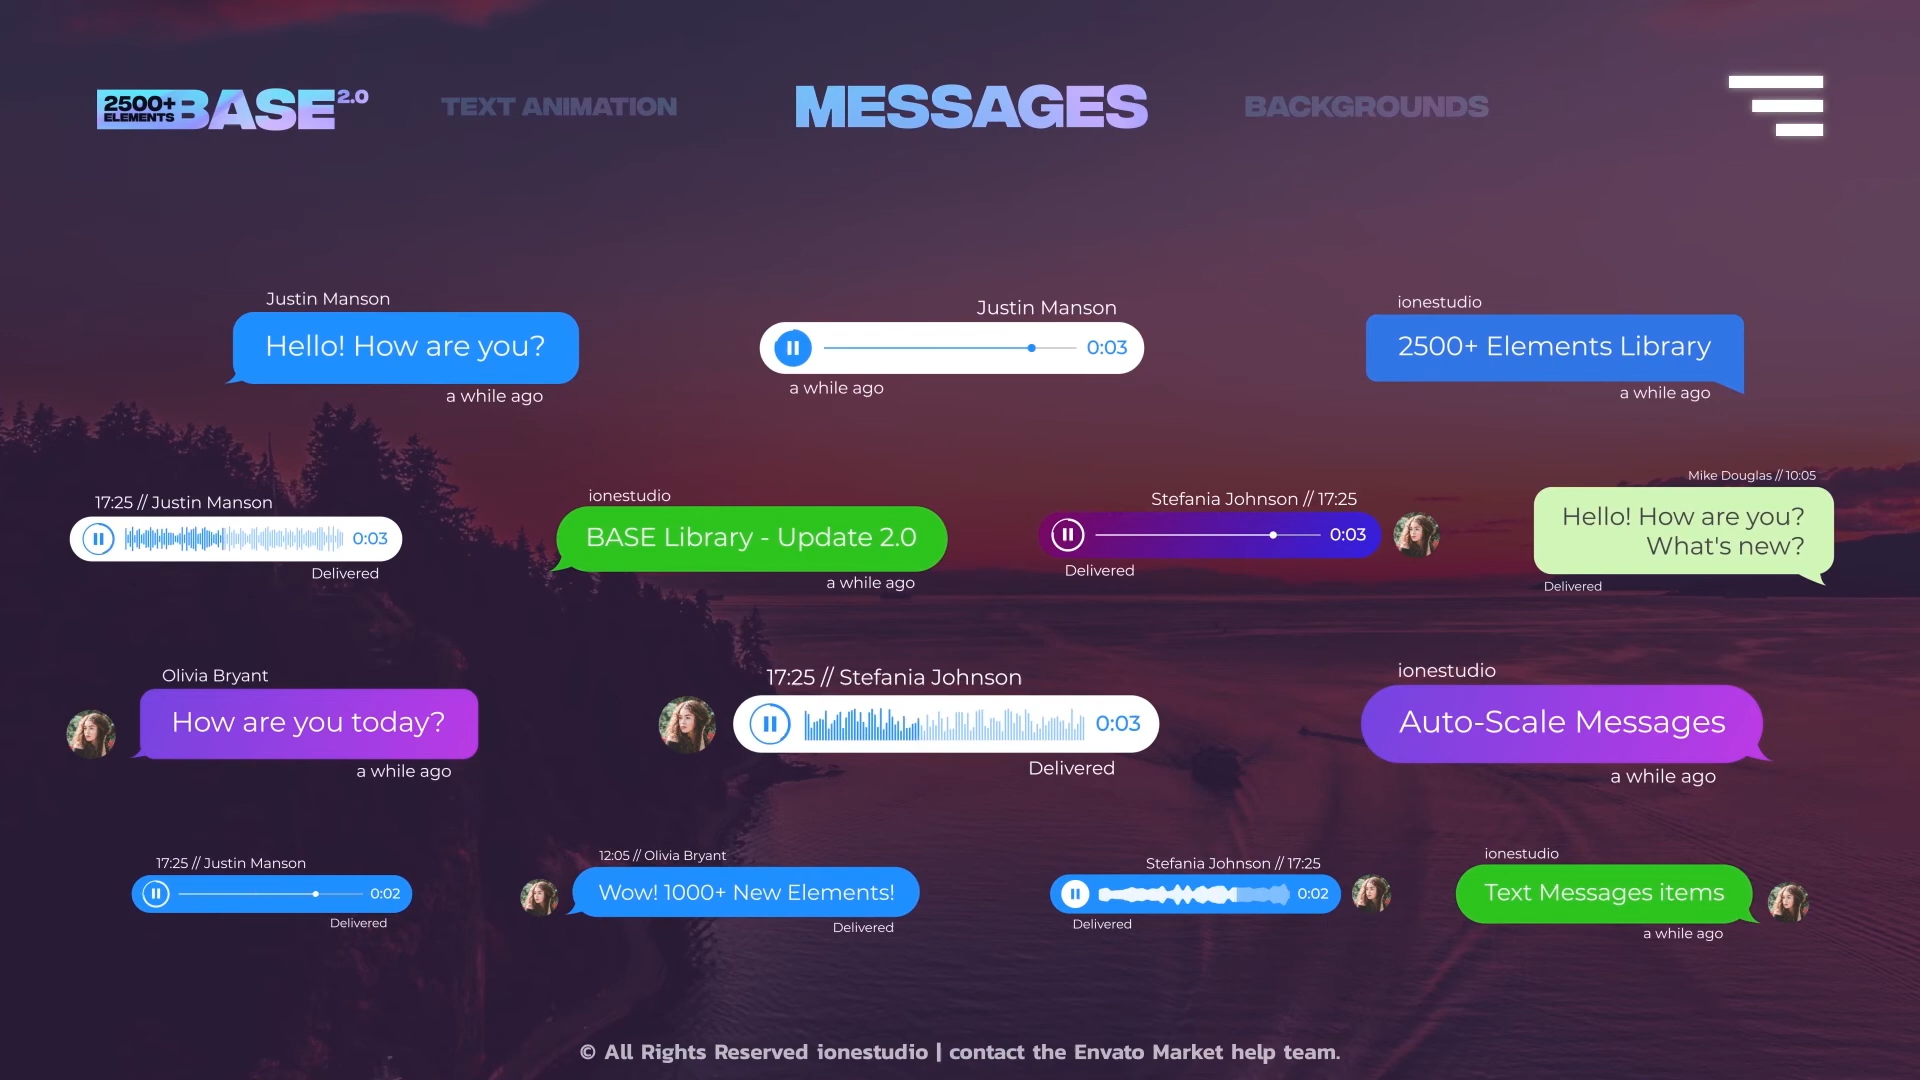 2500+
ELEMENTS
BASE 2.0
TEXT ANIMATION
MESSAGES
BACKGROUNDS
Justin Manson
Hello! How are you?
a while ago
Justin Manson
0:03
a while ago
ionestudio
2500+ Elements Library
a while ago
17:25 // Justin Manson
0:03
Delivered
ionestudio
BASE Library - Update 2.0
a while ago
Stefania Johnson // 17:25
0:03
Delivered
Mike Douglas // 10:05
Hello! How are you?
What's new?
Delivered
Olivia Bryant
How are you today?
a while ago
17:25 // Stefania Johnson
0:03
Delivered
ionestudio
Auto-Scale Messages
a while ago
17:25 // Justin Manson
0:02
Delivered
12:05 // Olivia Bryant
Wow! 1000+ New Elements!
Delivered
Stefania Johnson // 17:25
0:02
Delivered
ionestudio
Text Messages items
a while ago
© All Rights Reserved ionestudio | contact the Envato Market help team.